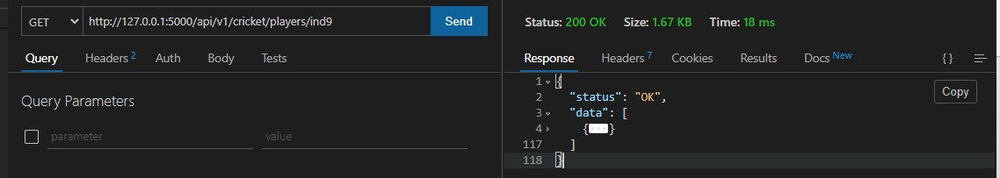 GET http://127.0.0.1:5000/api/v1/cricket/players/ind9 Send
Query Headers 2 Auth Body Tests
Query Parameters
parameter value
Status: 200 OK Size: 1.67 KB Time: 18 ms
Response Headers 7 Cookies Results Docs New {}
Copy
1 {
2 "status": "OK",
3 "data": [
4 {···}
117 ]
118 }